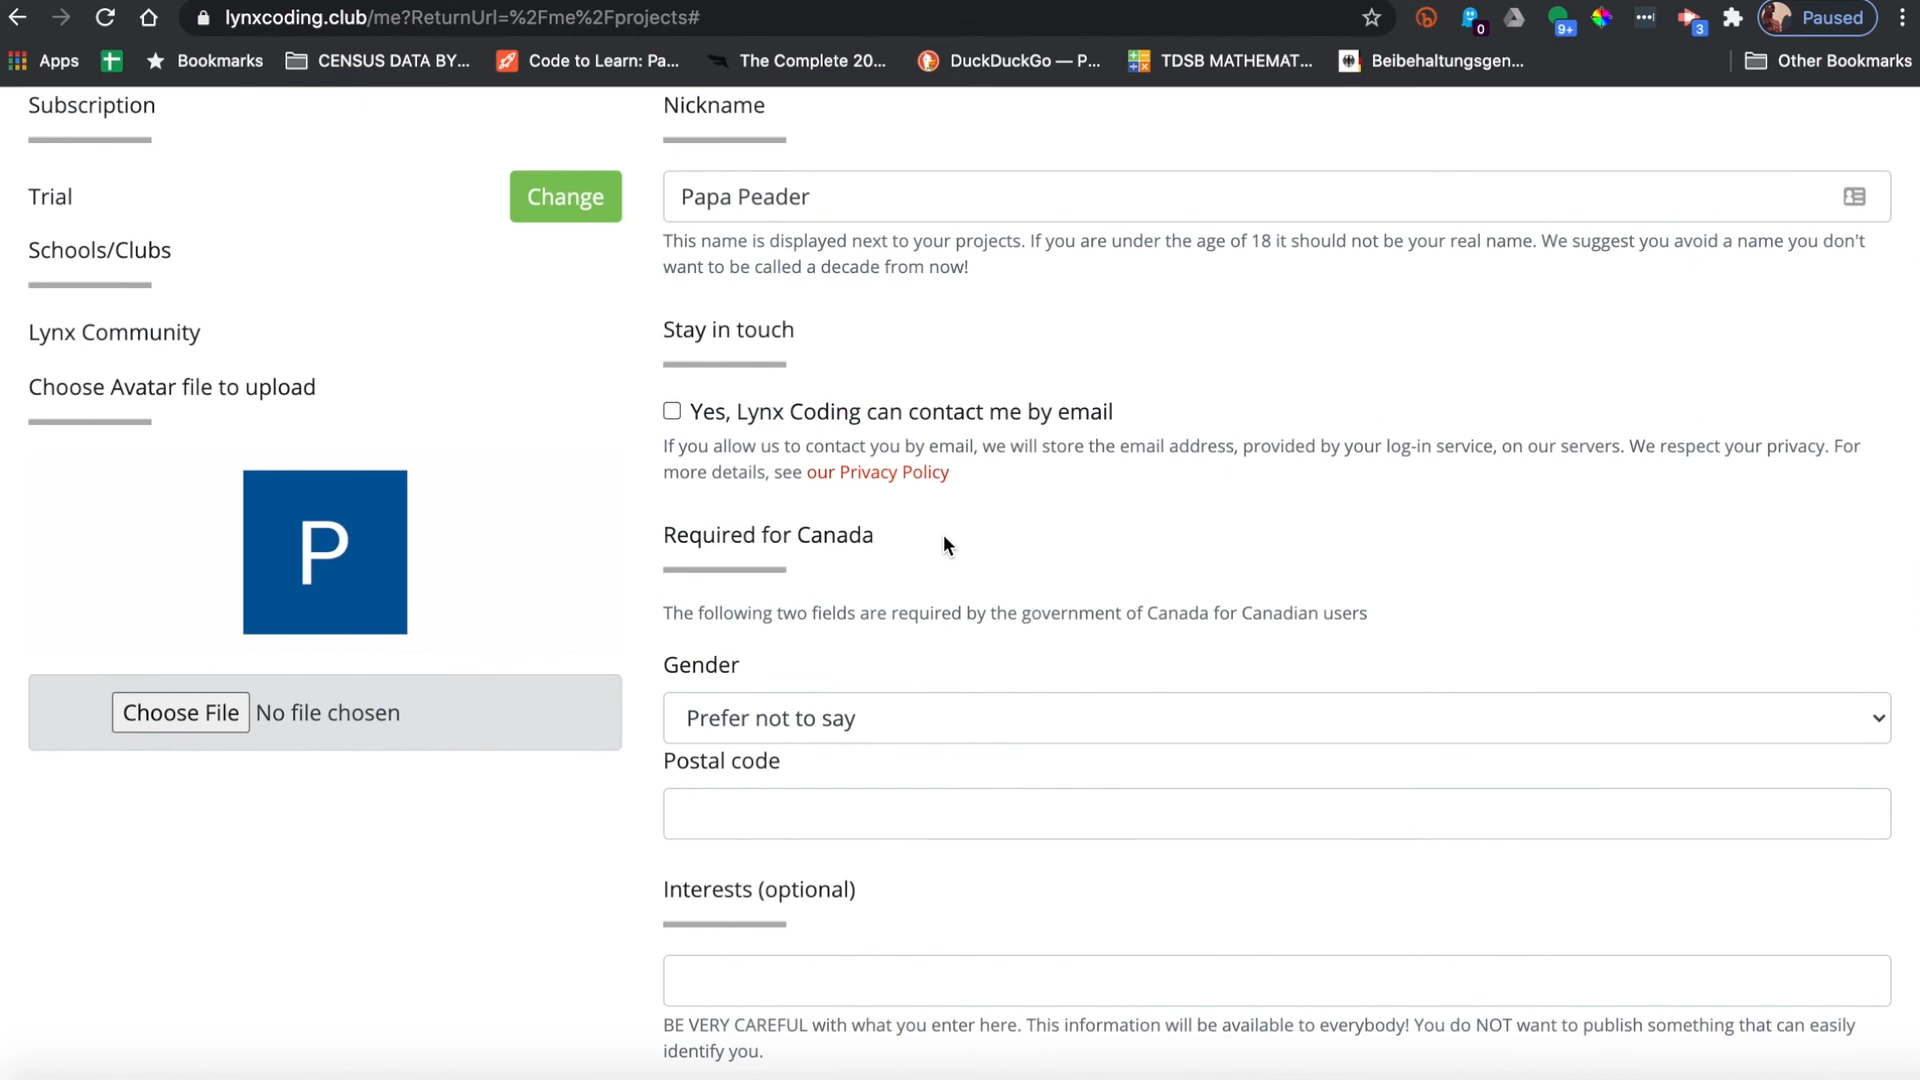 lynxcoding.club/me?ReturnUrl=%2Fme%2Fprojects#
0
9+
3
Paused
Apps
Bookmarks
CENSUS DATA BY...
Code to Learn: Pa...
The Complete 20...
DuckDuckGo — P...
TDSB MATHEMAT...
Beibehaltungsgen...
Other Bookmarks
Subscription
Trial
Change
Schools/Clubs
Lynx Community
Choose Avatar file to upload
P
Choose File No file chosen
Nickname
Papa Peader
This name is displayed next to your projects. If you are under the age of 18 it should not be your real name. We suggest you avoid a name you don't
want to be called a decade from now!
Stay in touch
Yes, Lynx Coding can contact me by email
If you allow us to contact you by email, we will store the email address, provided by your log-in service, on our servers. We respect your privacy. For
more details, see our Privacy Policy
Required for Canada
The following two fields are required by the government of Canada for Canadian users
Gender
Prefer not to say
Postal code
Interests (optional)
BE VERY CAREFUL with what you enter here. This information will be available to everybody! You do NOT want to publish something that can easily
identify you.